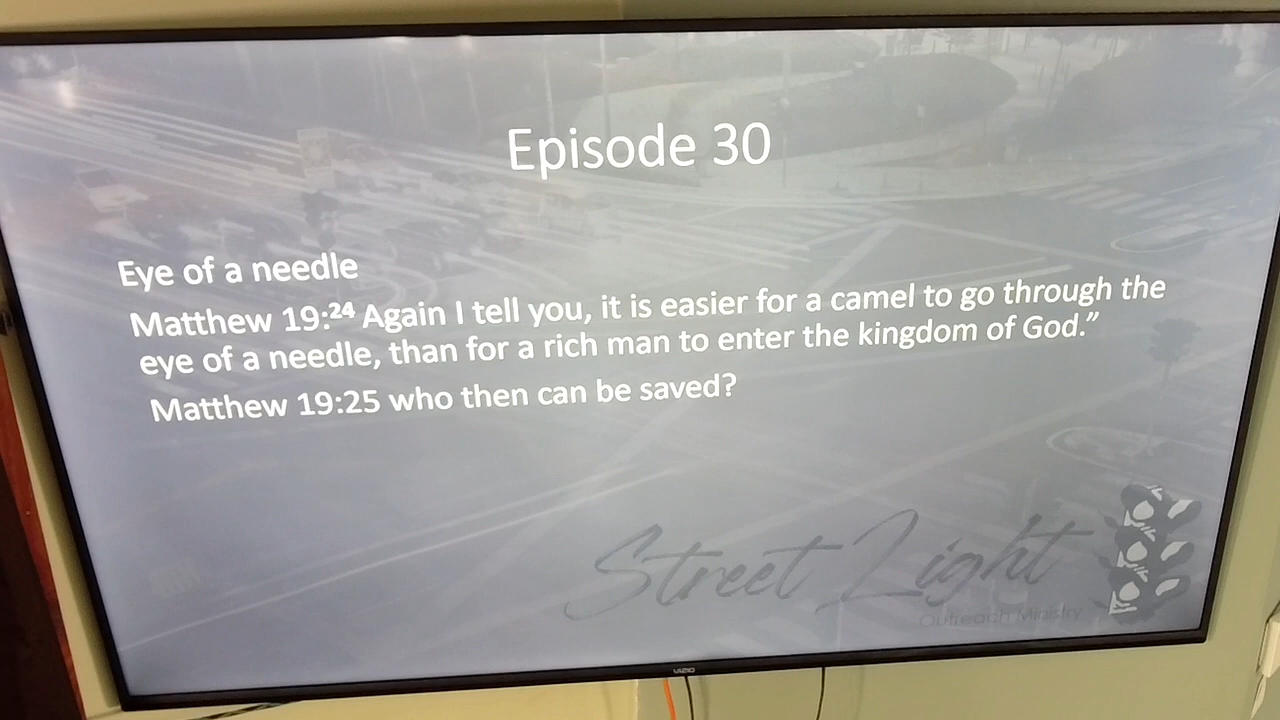 Episode 30
Eye of a needle
Matthew 19:²⁴ Again I tell you, it is easier for a camel to go through the
eye of a needle, than for a rich man to enter the kingdom of God.”
Matthew 19:25 who then can be saved?
Street Light
Outreach Ministry
VIZIO